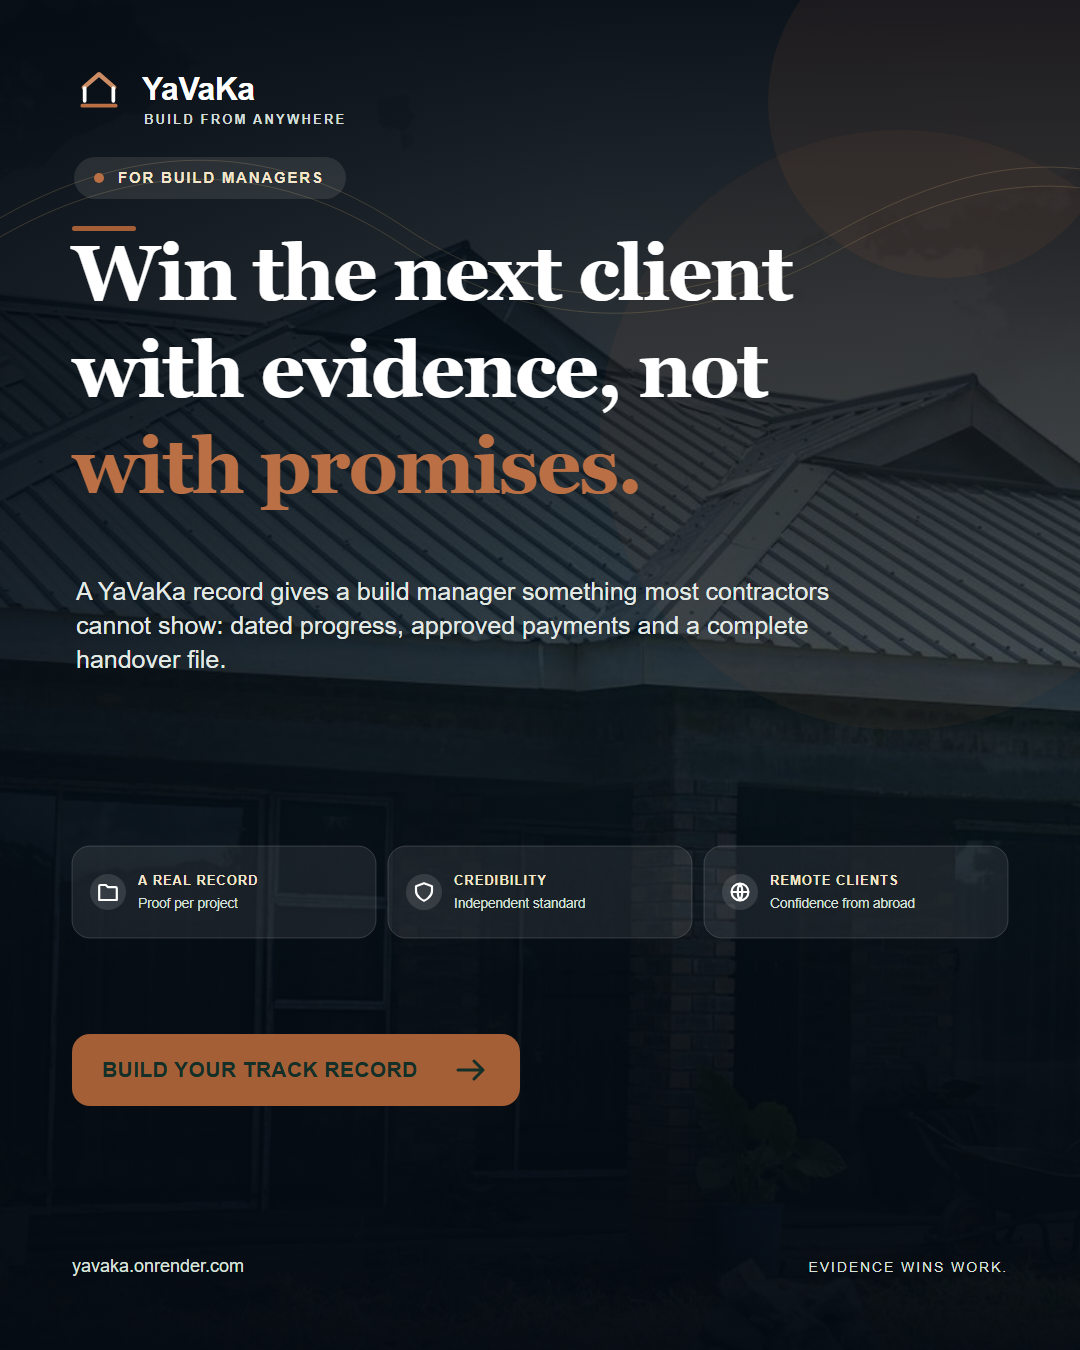 YaVaKa
BUILD FROM ANYWHERE
FOR BUILD MANAGERS
Win the next client
with evidence, not
with promises.
A YaVaKa record gives a build manager something most contractors
cannot show: dated progress, approved payments and a complete
handover file.
A REAL RECORD
Proof per project
CREDIBILITY
Independent standard
REMOTE CLIENTS
Confidence from abroad
BUILD YOUR TRACK RECORD
yavaka.onrender.com
EVIDENCE WINS WORK.